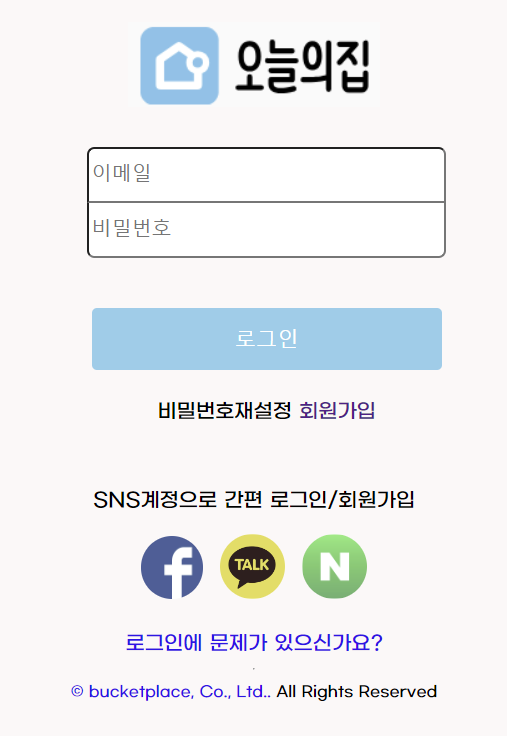 오늘의집
이메일
비밀번호
로그인
비밀번호재설정 회원가입
SNS계정으로 간편 로그인/회원가입
f TALK N
로그인에 문제가 있으신가요?
.
© bucketplace, Co., Ltd.. All Rights Reserved